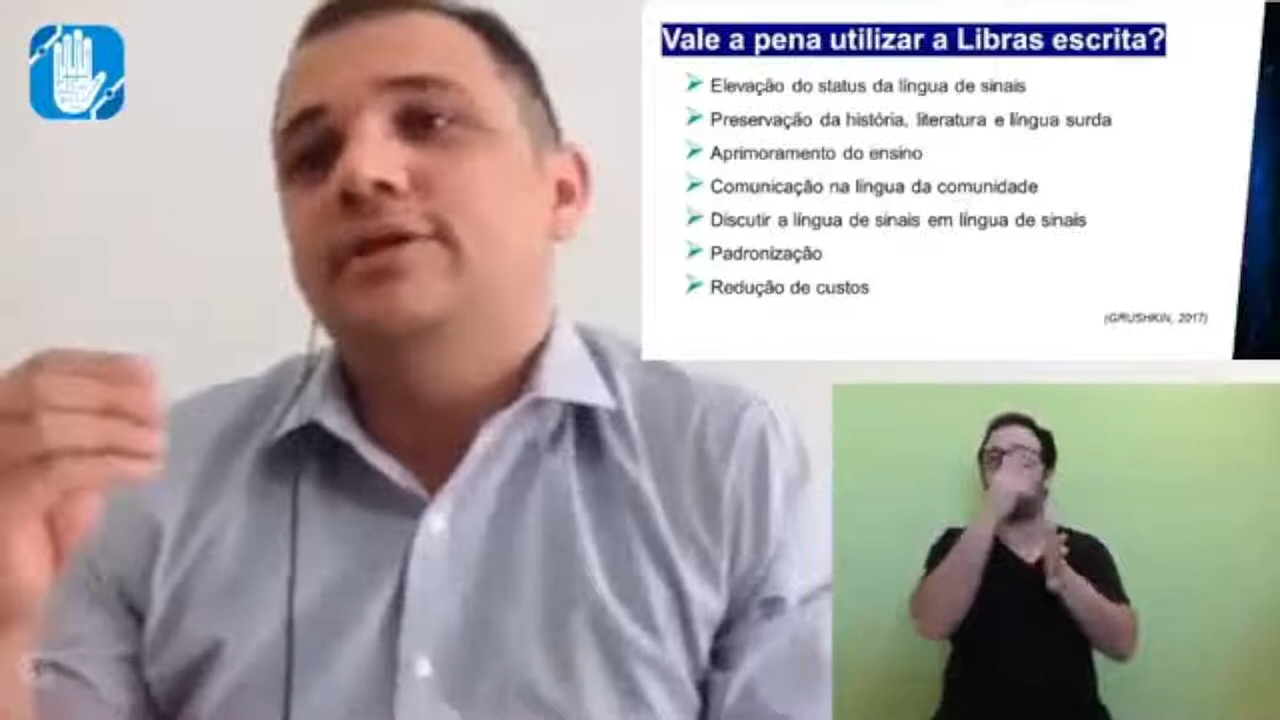 Vale a pena utilizar a Libras escrita?
Elevação do status da língua de sinais
Preservação da história, literatura e língua surda
Aprimoramento do ensino
Comunicação na língua da comunidade
Discutir a língua de sinais em língua de sinais
Padronização
Redução de custos
(GRUSHKIN, 2017)